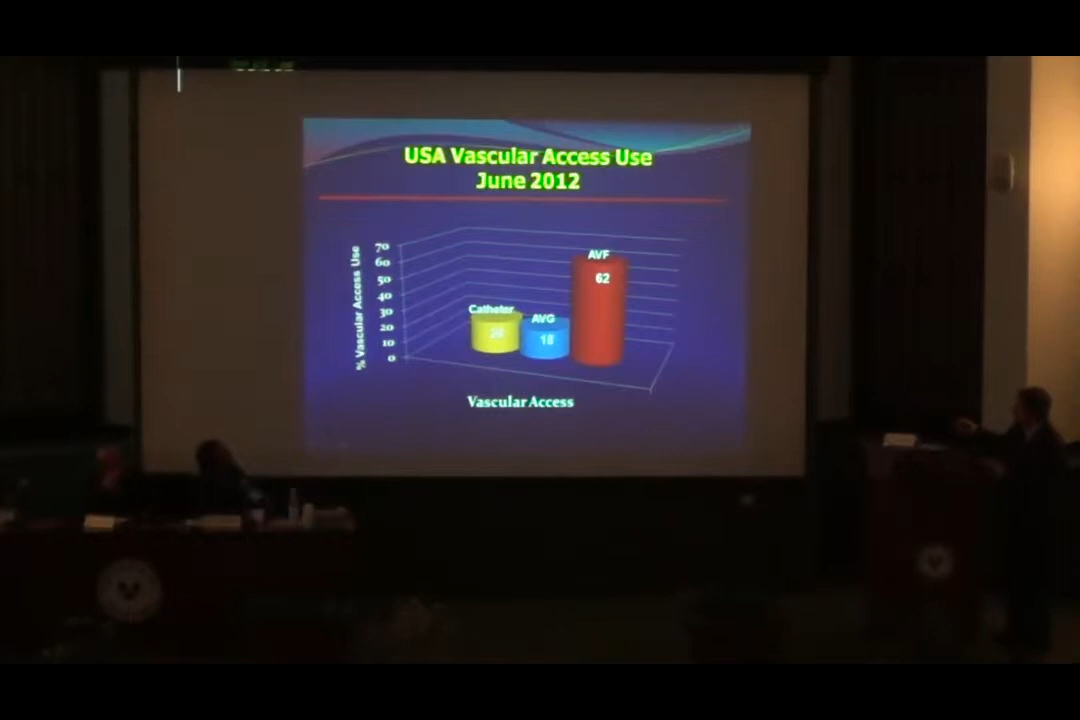 USA Vascular Access Use
June 2012
% Vascular Access Use
70
60
50
40
30
20
10
0
Catheter
AVG
18
AVF
62
Vascular Access